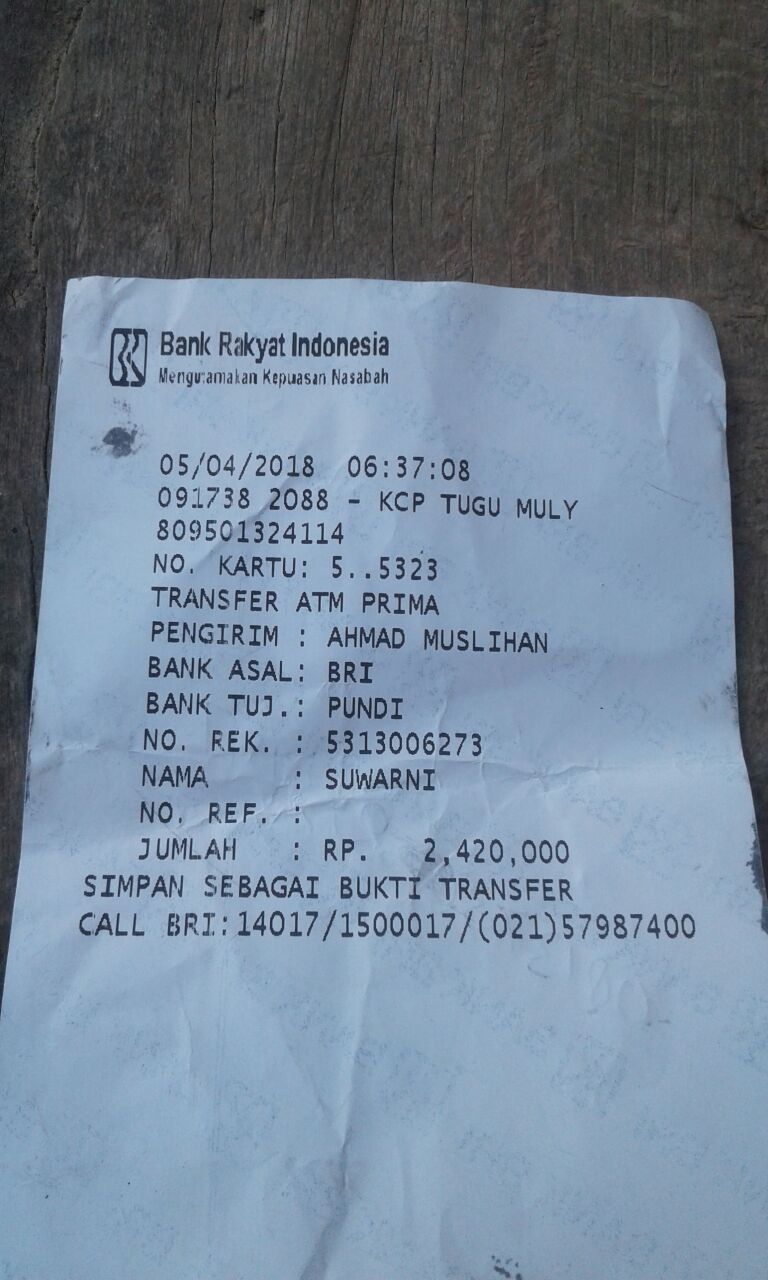 Bank Rakyat Indonesia
Mengutamakan Kepuasan Nasabah
05/04/2018 06:37:08
091738 2088 - KCP TUGU MULY
809501324114
NO. KARTU: 5..5323
TRANSFER ATM PRIMA
PENGIRIM : AHMAD MUSLIHAN
BANK ASAL: BRI
BANK TUJ.: PUNDI
NO. REK. : 5313006273
NAMA : SUWARNI
NO. REF. :
JUMLAH : RP. 2,420,000
SIMPAN SEBAGAI BUKTI TRANSFER
CALL BRI:14017/1500017/(021)57987400